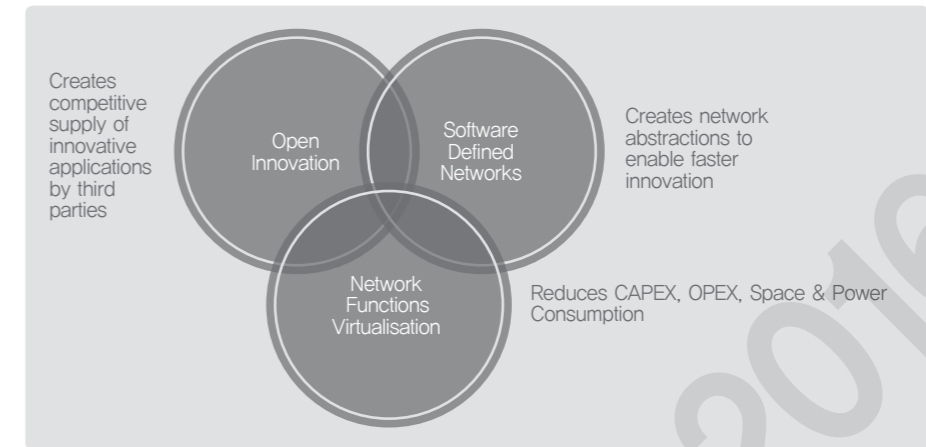 Creates
competitive
supply of
innovative
applications
by third
parties
Open
Innovation
Software
Defined
Networks
Creates network
abstractions to
enable faster
innovation
Network
Functions
Virtualisation
Reduces CAPEX, OPEX, Space & Power
Consumption
2016